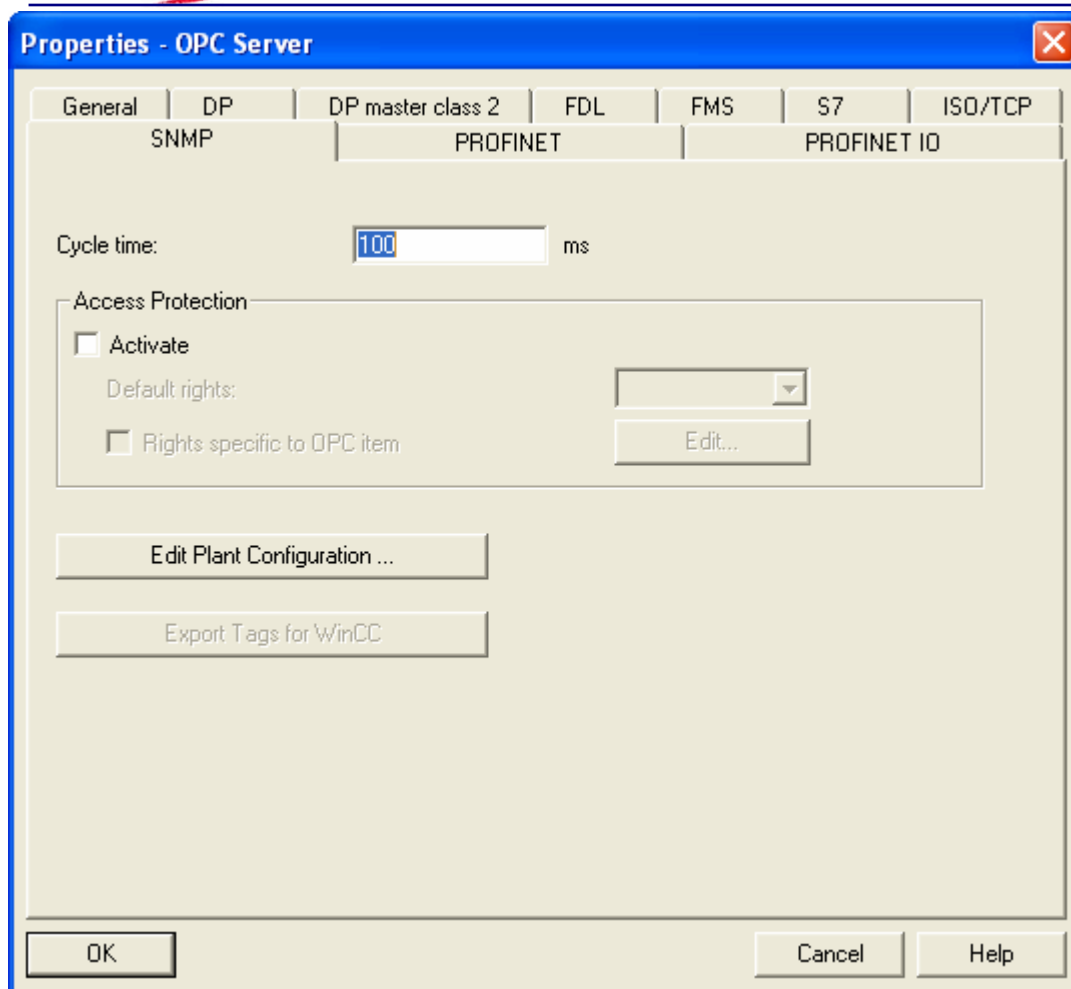 Properties - OPC Server
General DP DP master class 2 FDL FMS S7 ISO/TCP
SNMP PROFINET PROFINET IO
Cycle time: 100 ms
Access Protection
Activate
Default rights:
Rights specific to OPC item Edit...
Edit Plant Configuration ...
Export Tags for WinCC
OK Cancel Help